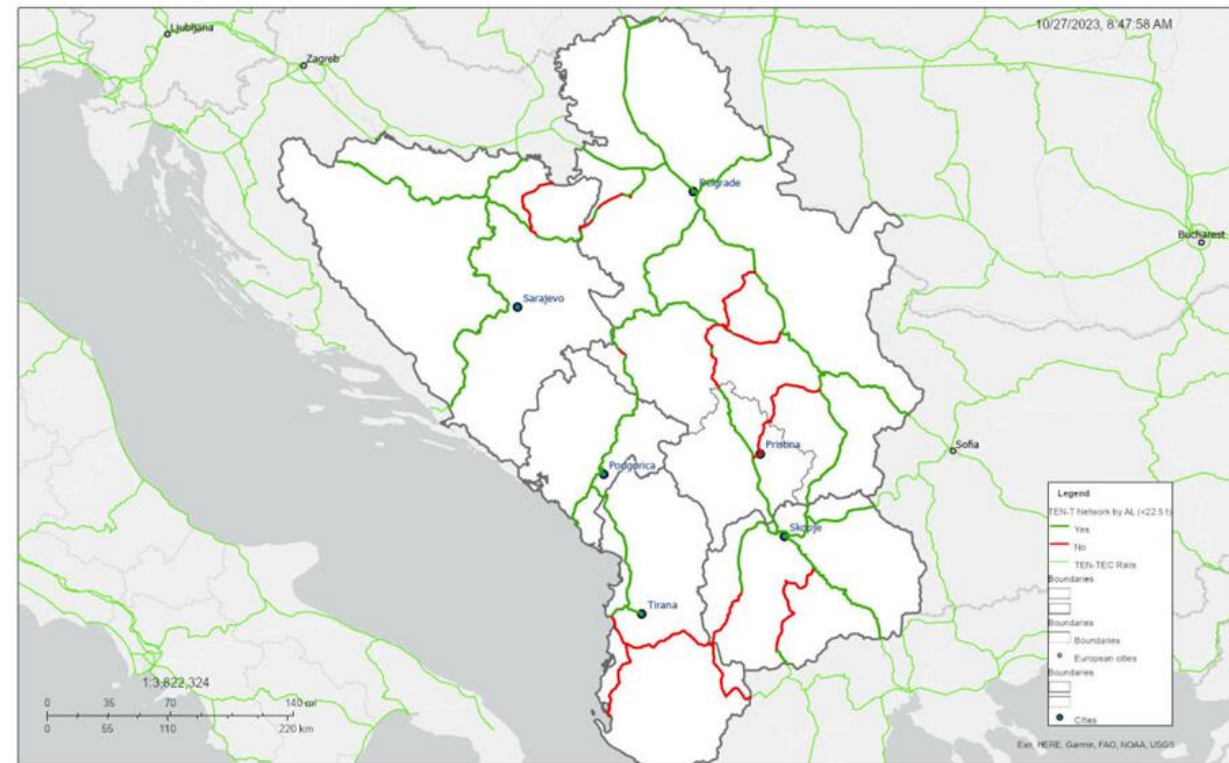 10/27/2023, 8:47:58 AM
Ljubljana
Zagreb
Belgrade
Bucharest
Sarajevo
Sofia
Pristina
Podgorica
Skopje
Tirana
Legend
TEN-T Network by AL (<22.5 t)
Yes
No
TEN-TEC Rails
Boundaries
Boundaries
Boundaries
European cities
Boundaries
Cities
1:3,822,324
0 35 70 140 mi
0 55 110 220 km
Esri, HERE, Garmin, FAO, NOAA, USGS